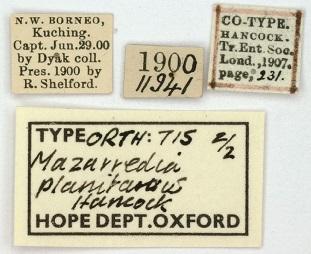 N.W. BORNEO,
Kuching.
Capt. Jun.29.00
by Dyak coll.
Pres. 1900 by
R. Shelford.
1900
11941
CO-TYPE.
HANCOCK.
Tr. Ent. Soc.
Lond., 1907.
page, 231.
TYPE ORTH: 715 2/2
Mazarredia
Hancock
HOPE DEPT. OXFORD